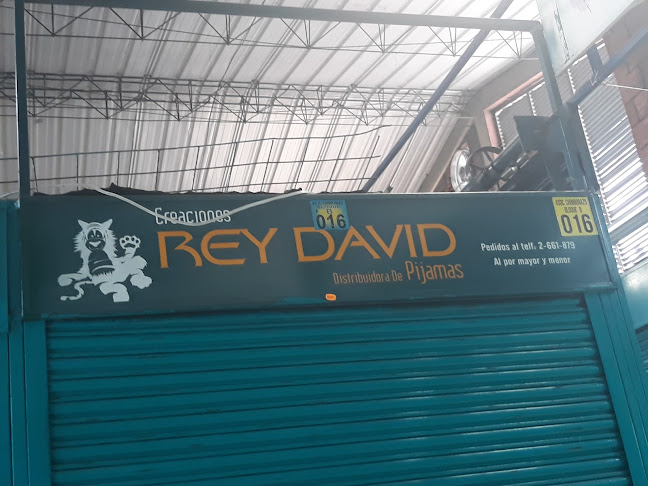 Creaciones
REY DAVID
Distribuidora De Pijamas
Pedidos al telf. 2-661-879
Al por mayor y menor
016
016